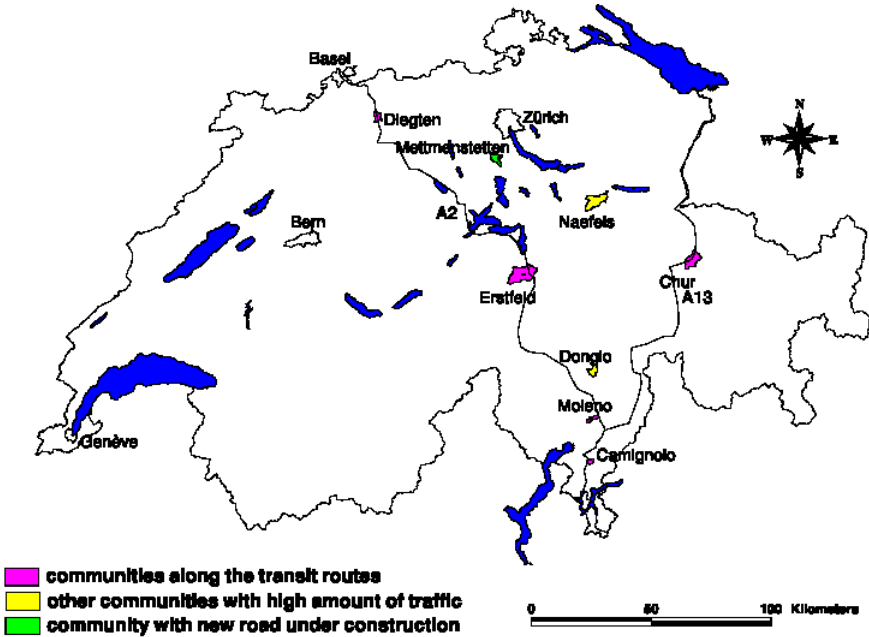 Basel
Diegten
Zürich
Mettmenstetten
N
W E
S
A2
Bern
Naefels
Erstfeld
Chur
A13
Dongio
Moleno
Genève
Camignolo
communities along the transit routes
other communities with high amount of traffic
community with new road under construction
0 50 100 Kilometers